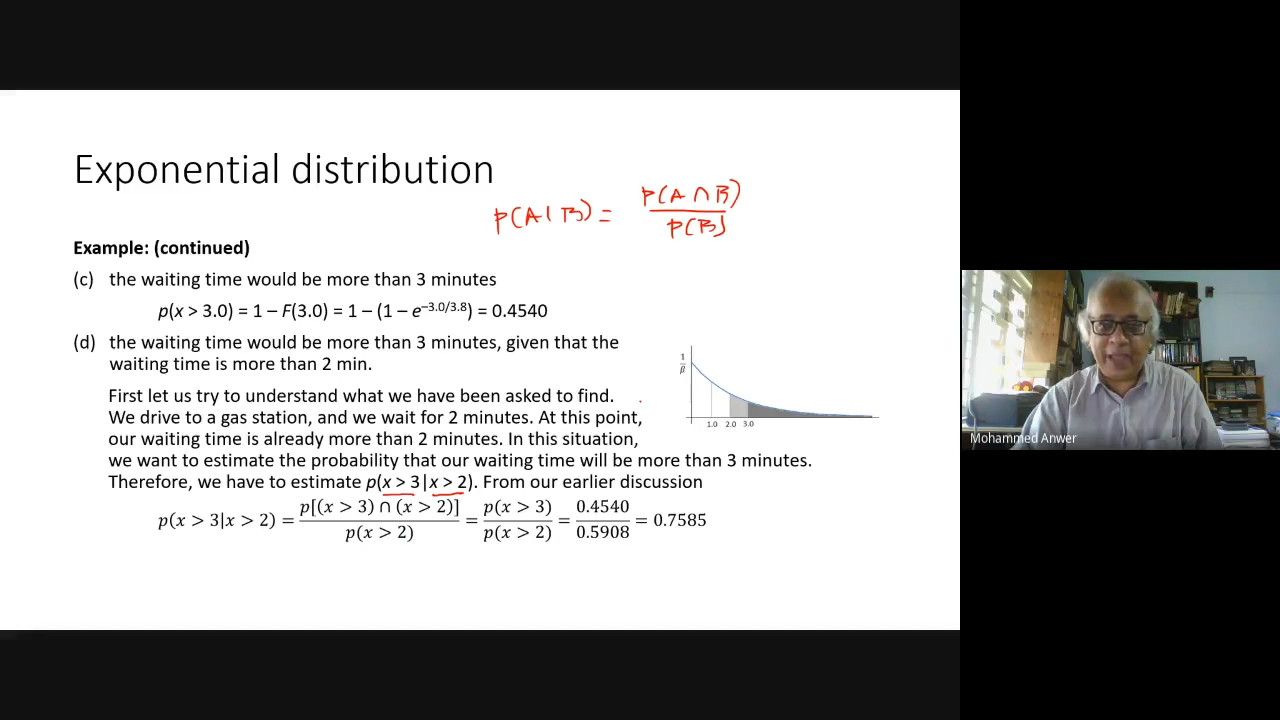 Exponential distribution
P(A|B) = P(A ∩ B) / P(B)
Example: (continued)
(c) the waiting time would be more than 3 minutes
p(x > 3.0) = 1 – F(3.0) = 1 – (1 – e^–3.0/3.8) = 0.4540
(d) the waiting time would be more than 3 minutes, given that the
waiting time is more than 2 min.
First let us try to understand what we have been asked to find.
We drive to a gas station, and we wait for 2 minutes. At this point,
our waiting time is already more than 2 minutes. In this situation,
we want to estimate the probability that our waiting time will be more than 3 minutes.
Therefore, we have to estimate p(x > 3|x > 2). From our earlier discussion
p(x > 3|x > 2) = p[(x > 3) ∩ (x > 2)] / p(x > 2) = p(x > 3) / p(x > 2) = 0.4540 / 0.5908 = 0.7585
1/β
1.0 2.0 3.0
Mohammed Anwer